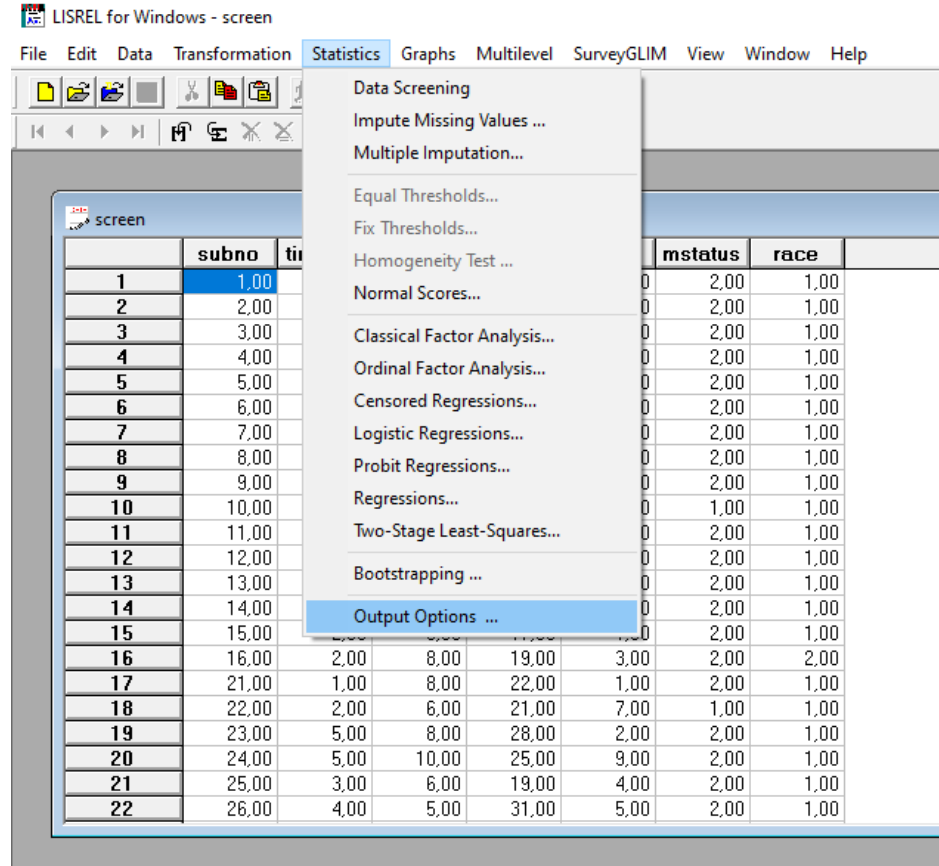 LISREL for Windows - screen
File Edit Data Transformation Statistics Graphs Multilevel SurveyGLIM View Window Help
Data Screening
Impute Missing Values ...
Multiple Imputation...
Equal Thresholds...
Fix Thresholds...
Homogeneity Test ...
Normal Scores...
Classical Factor Analysis...
Ordinal Factor Analysis...
Censored Regressions...
Logistic Regressions...
Probit Regressions...
Regressions...
Two-Stage Least-Squares...
Bootstrapping ...
Output Options ...
screen
subno mstatus race
1 1,00 2,00 1,00
2 2,00 2,00 1,00
3 3,00 2,00 1,00
4 4,00 2,00 1,00
5 5,00 2,00 1,00
6 6,00 2,00 1,00
7 7,00 2,00 1,00
8 8,00 2,00 1,00
9 9,00 2,00 1,00
10 10,00 1,00 1,00
11 11,00 2,00 1,00
12 12,00 2,00 1,00
13 13,00 2,00 1,00
14 14,00 2,00 1,00
15 15,00 2,00 1,00
16 16,00 2,00 8,00 19,00 3,00 2,00 2,00
17 21,00 1,00 8,00 22,00 1,00 2,00 1,00
18 22,00 2,00 6,00 21,00 7,00 1,00 1,00
19 23,00 5,00 8,00 28,00 2,00 2,00 1,00
20 24,00 5,00 10,00 25,00 9,00 2,00 1,00
21 25,00 3,00 6,00 19,00 4,00 2,00 1,00
22 26,00 4,00 5,00 31,00 5,00 2,00 1,00